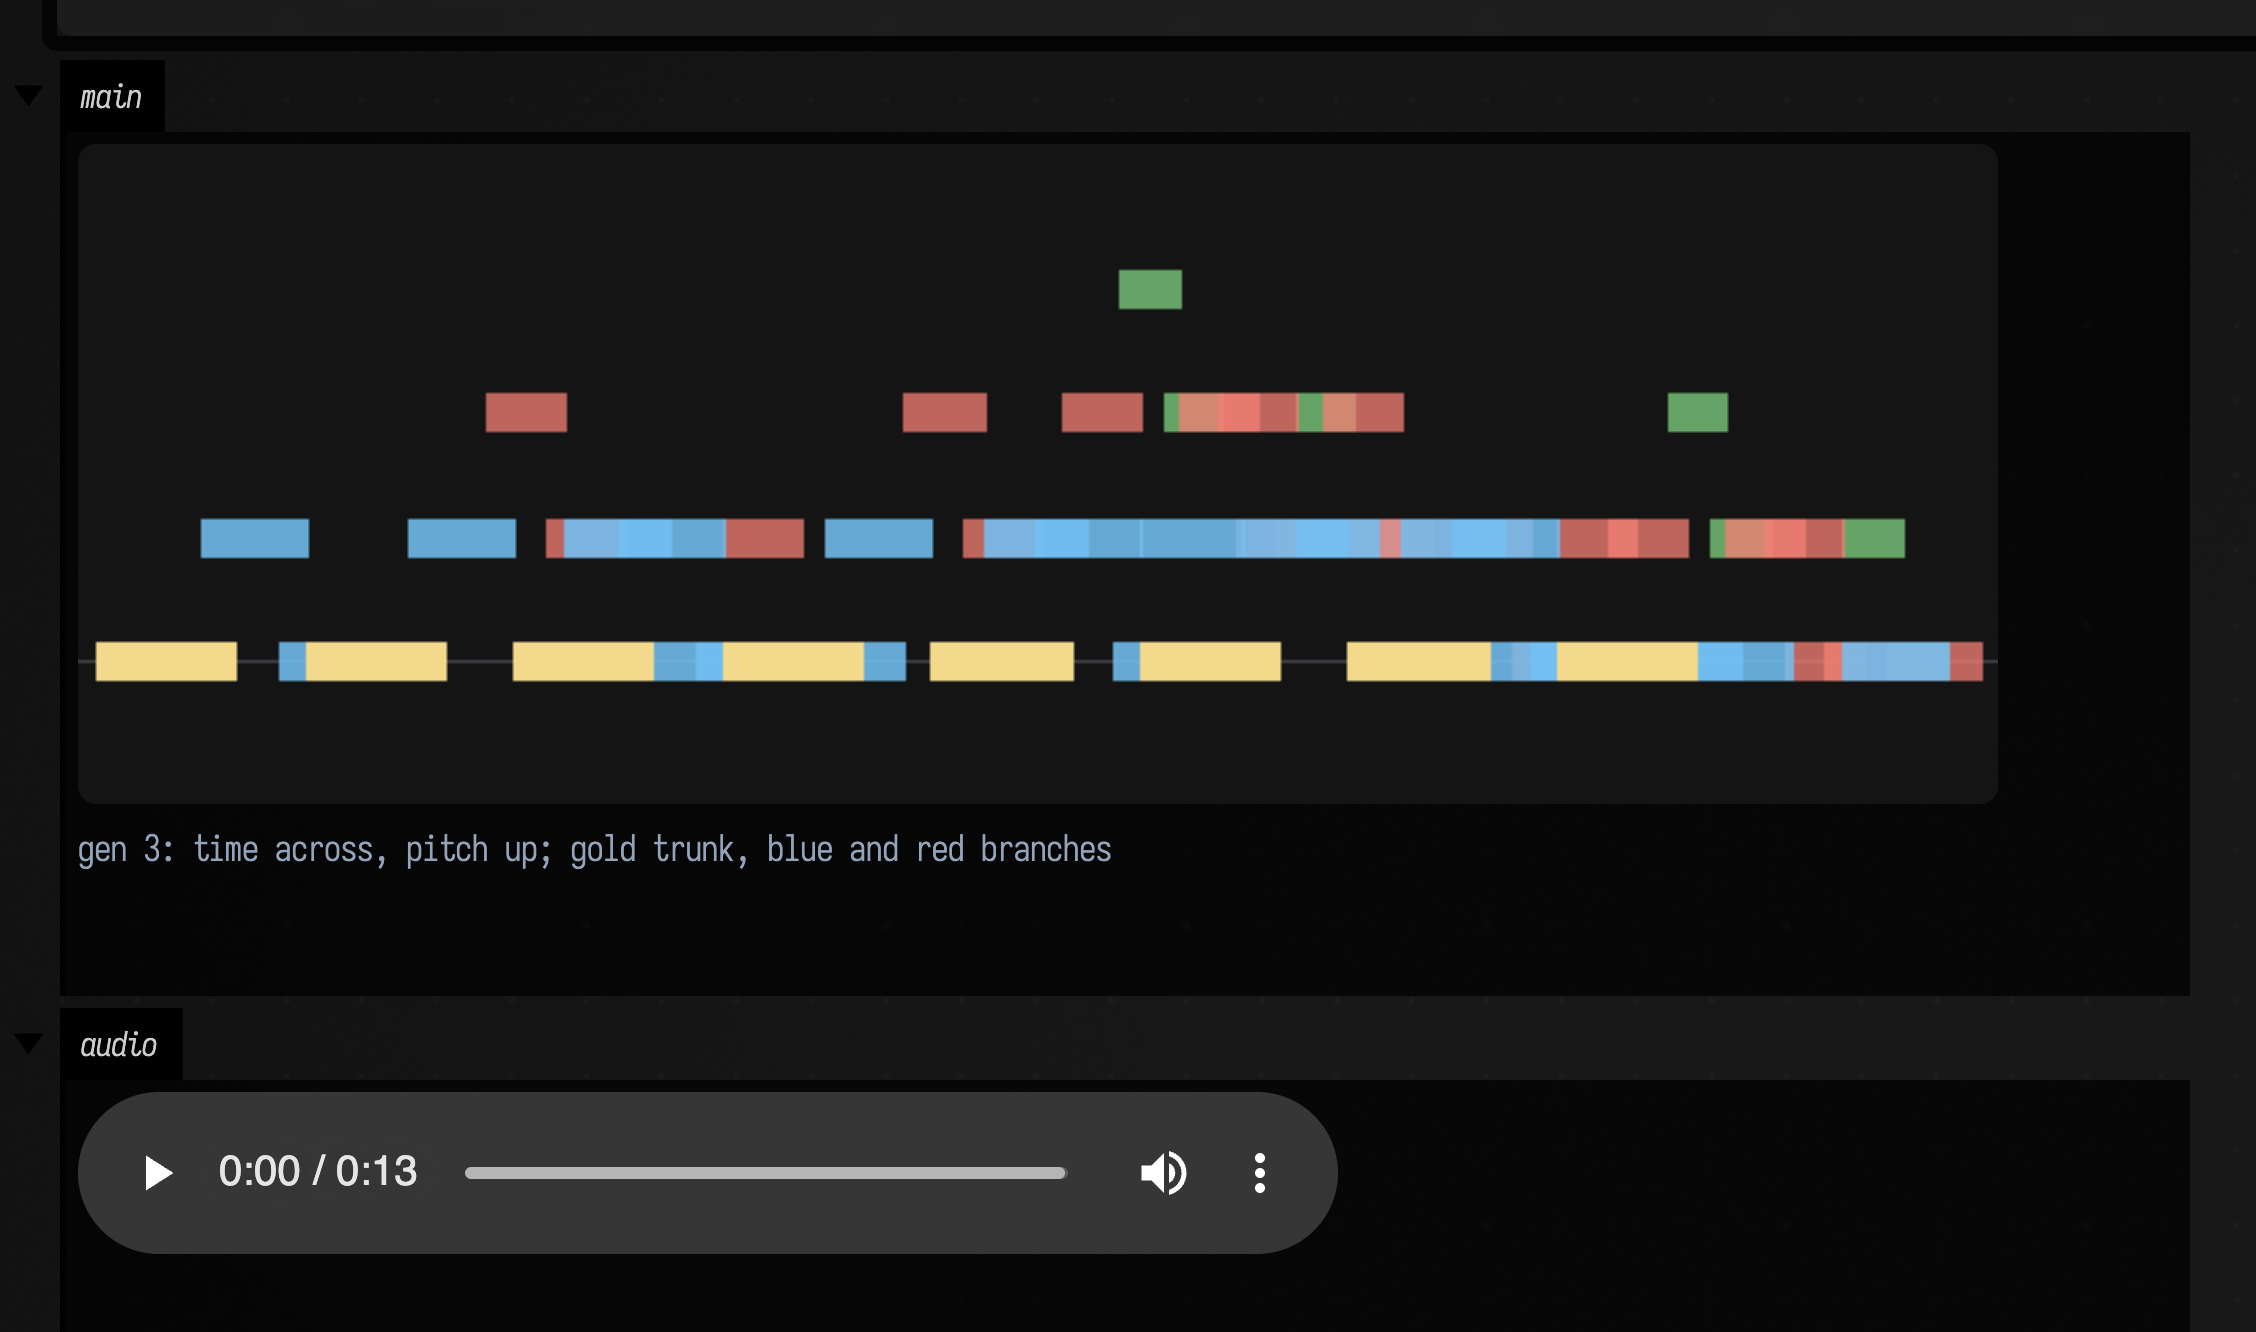 main
gen 3: time across, pitch up; gold trunk, blue and red branches
audio
0:00 / 0:13